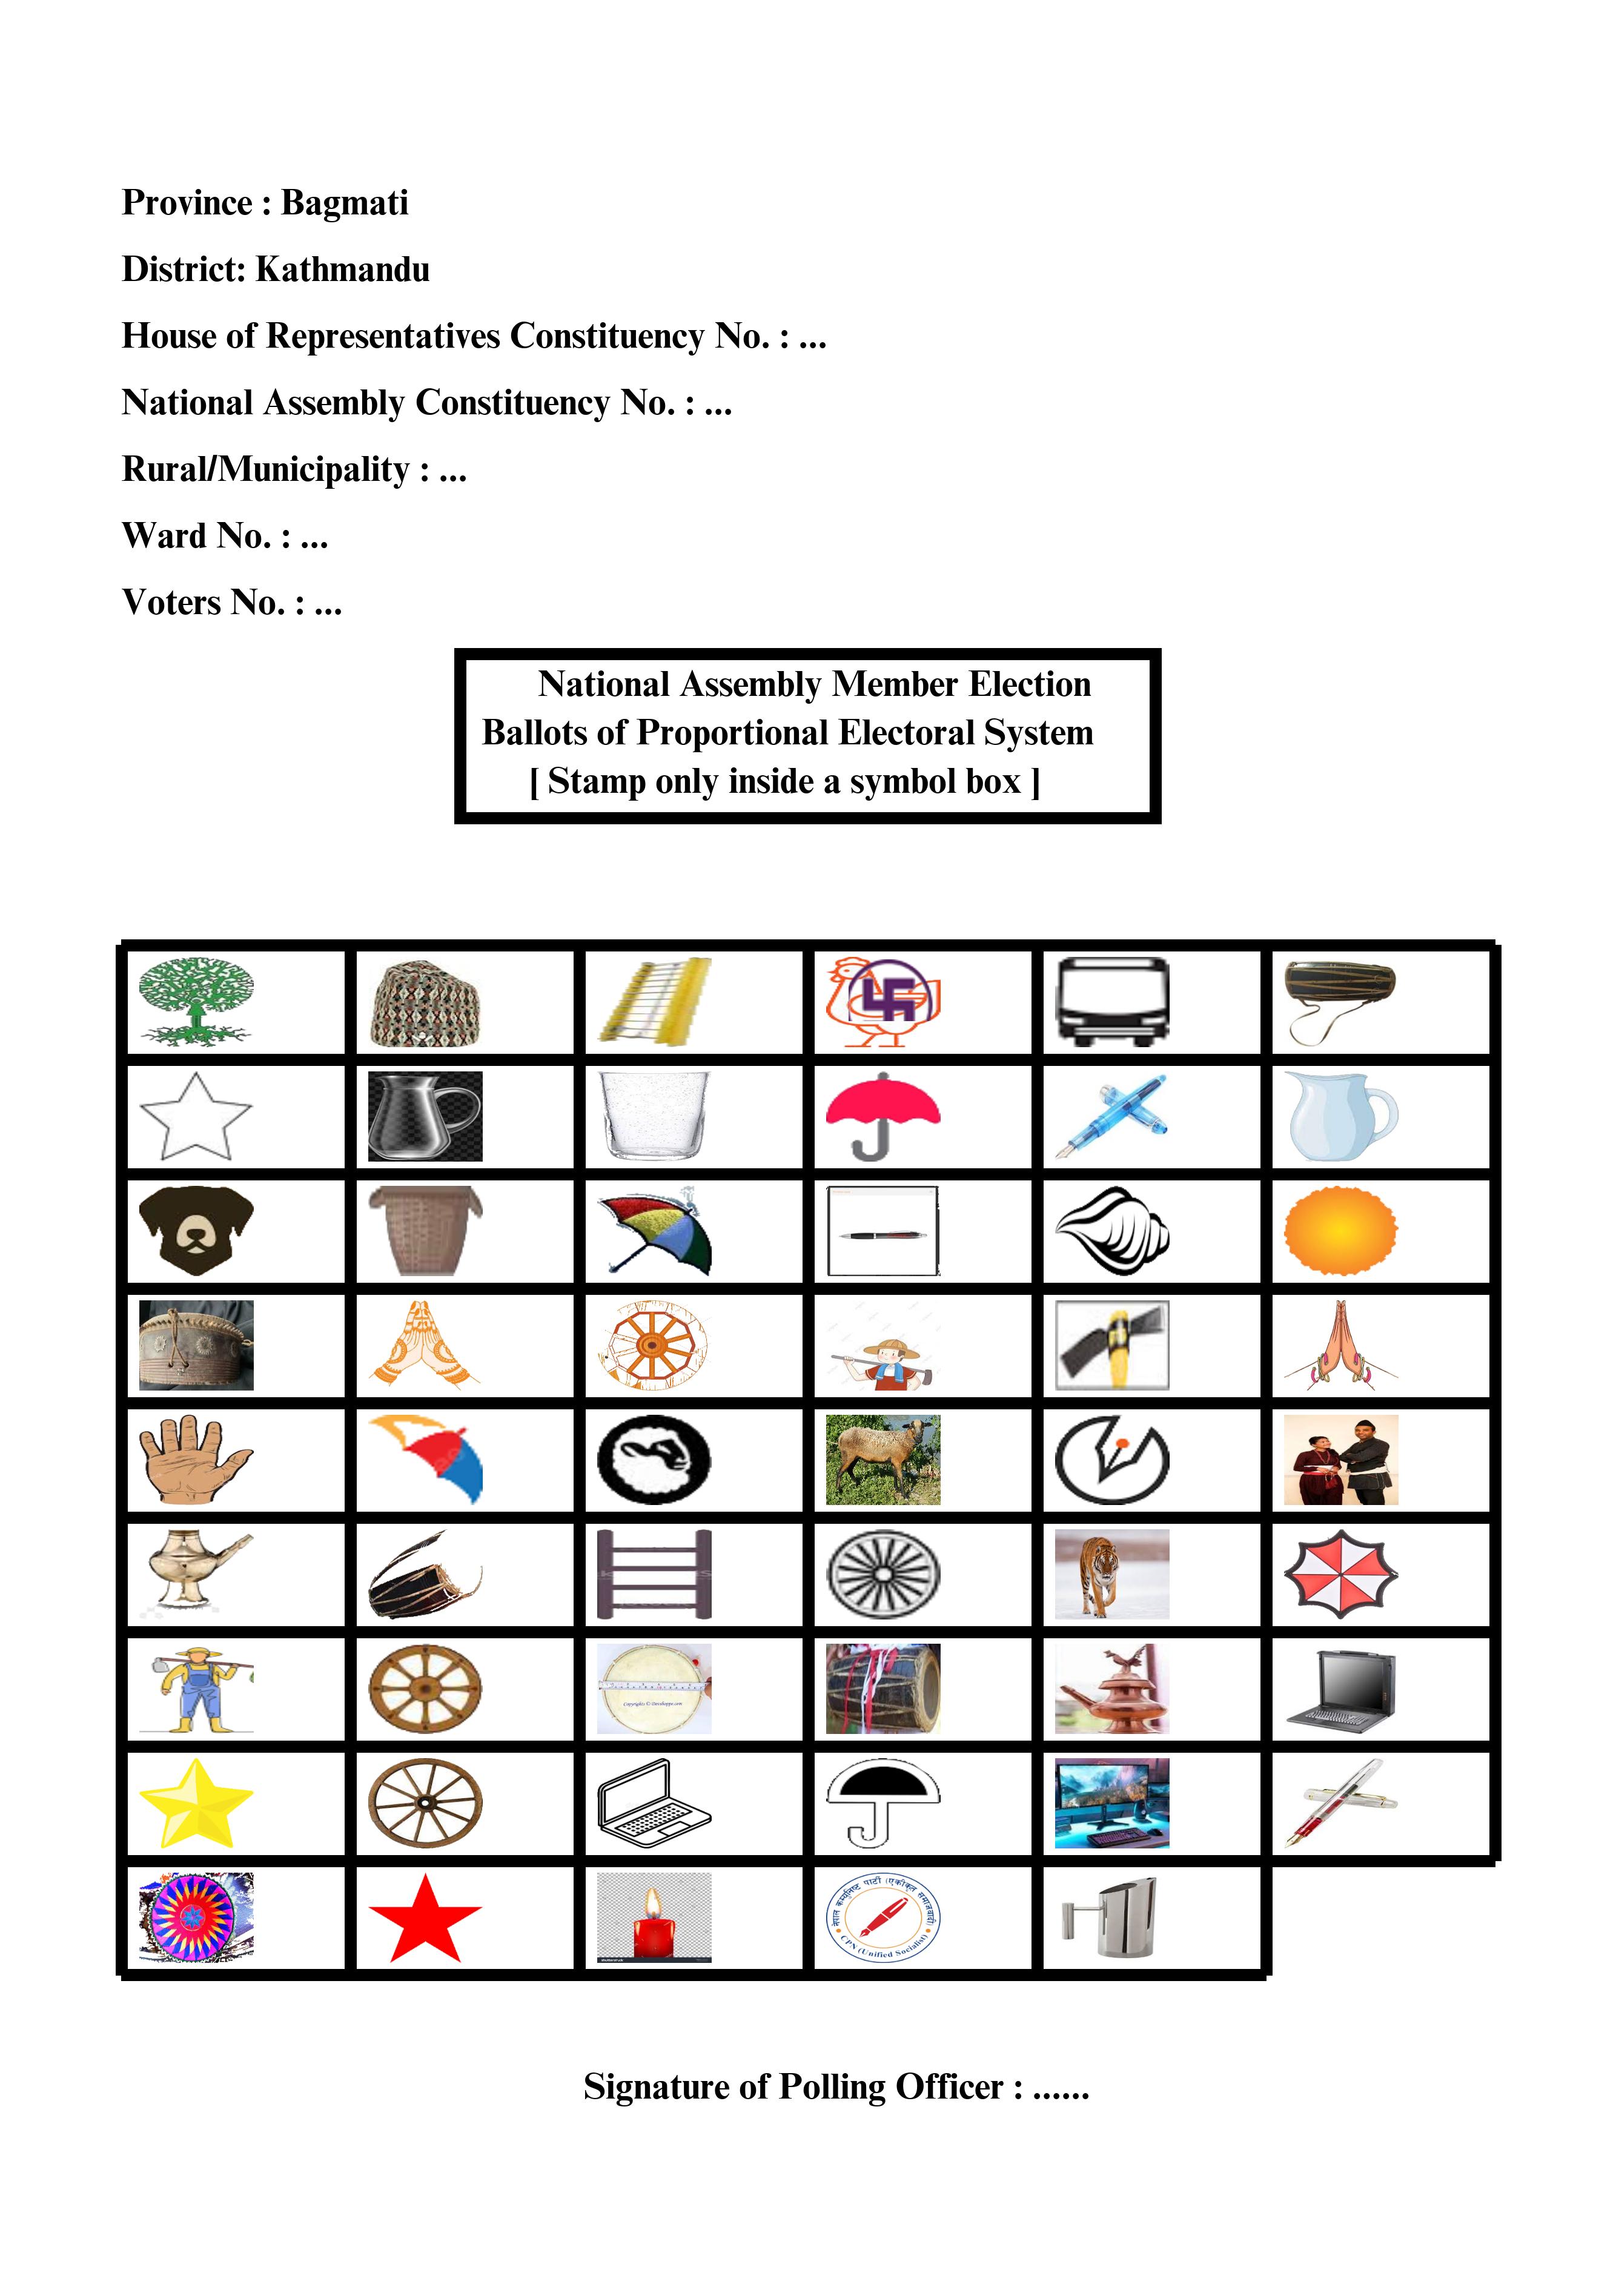 Province : Bagmati
District: Kathmandu
House of Representatives Constituency No. : ...
National Assembly Constituency No. : ...
Rural/Municipality : ...
Ward No. : ...
Voters No. : ...
National Assembly Member Election
Ballots of Proportional Electoral System
[ Stamp only inside a symbol box ]
नेपाल कम्युनिष्ट पार्टी (एकीकृत समाजवादी)
CPN (Unified Socialist)
Signature of Polling Officer : ......